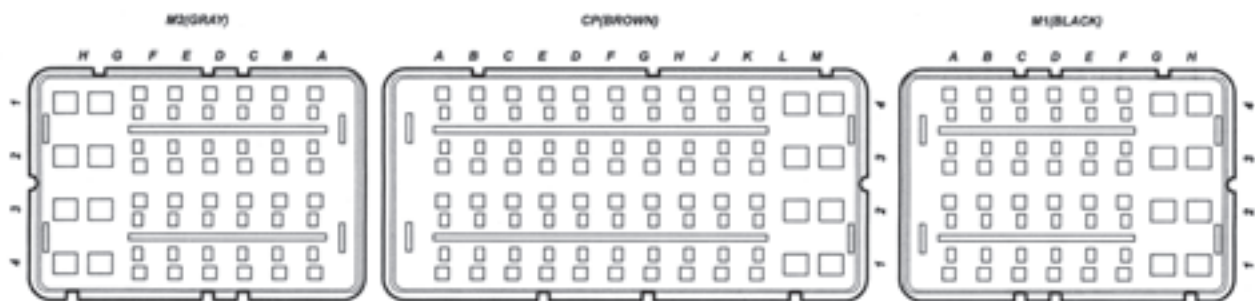 M2(GRAY)
CP(BROWN)
M1(BLACK)
H G F E D C B A
A B C E D F G H J K L M
A B C D E F G H
1
2
3
4
4
3
2
1
4
3
2
1